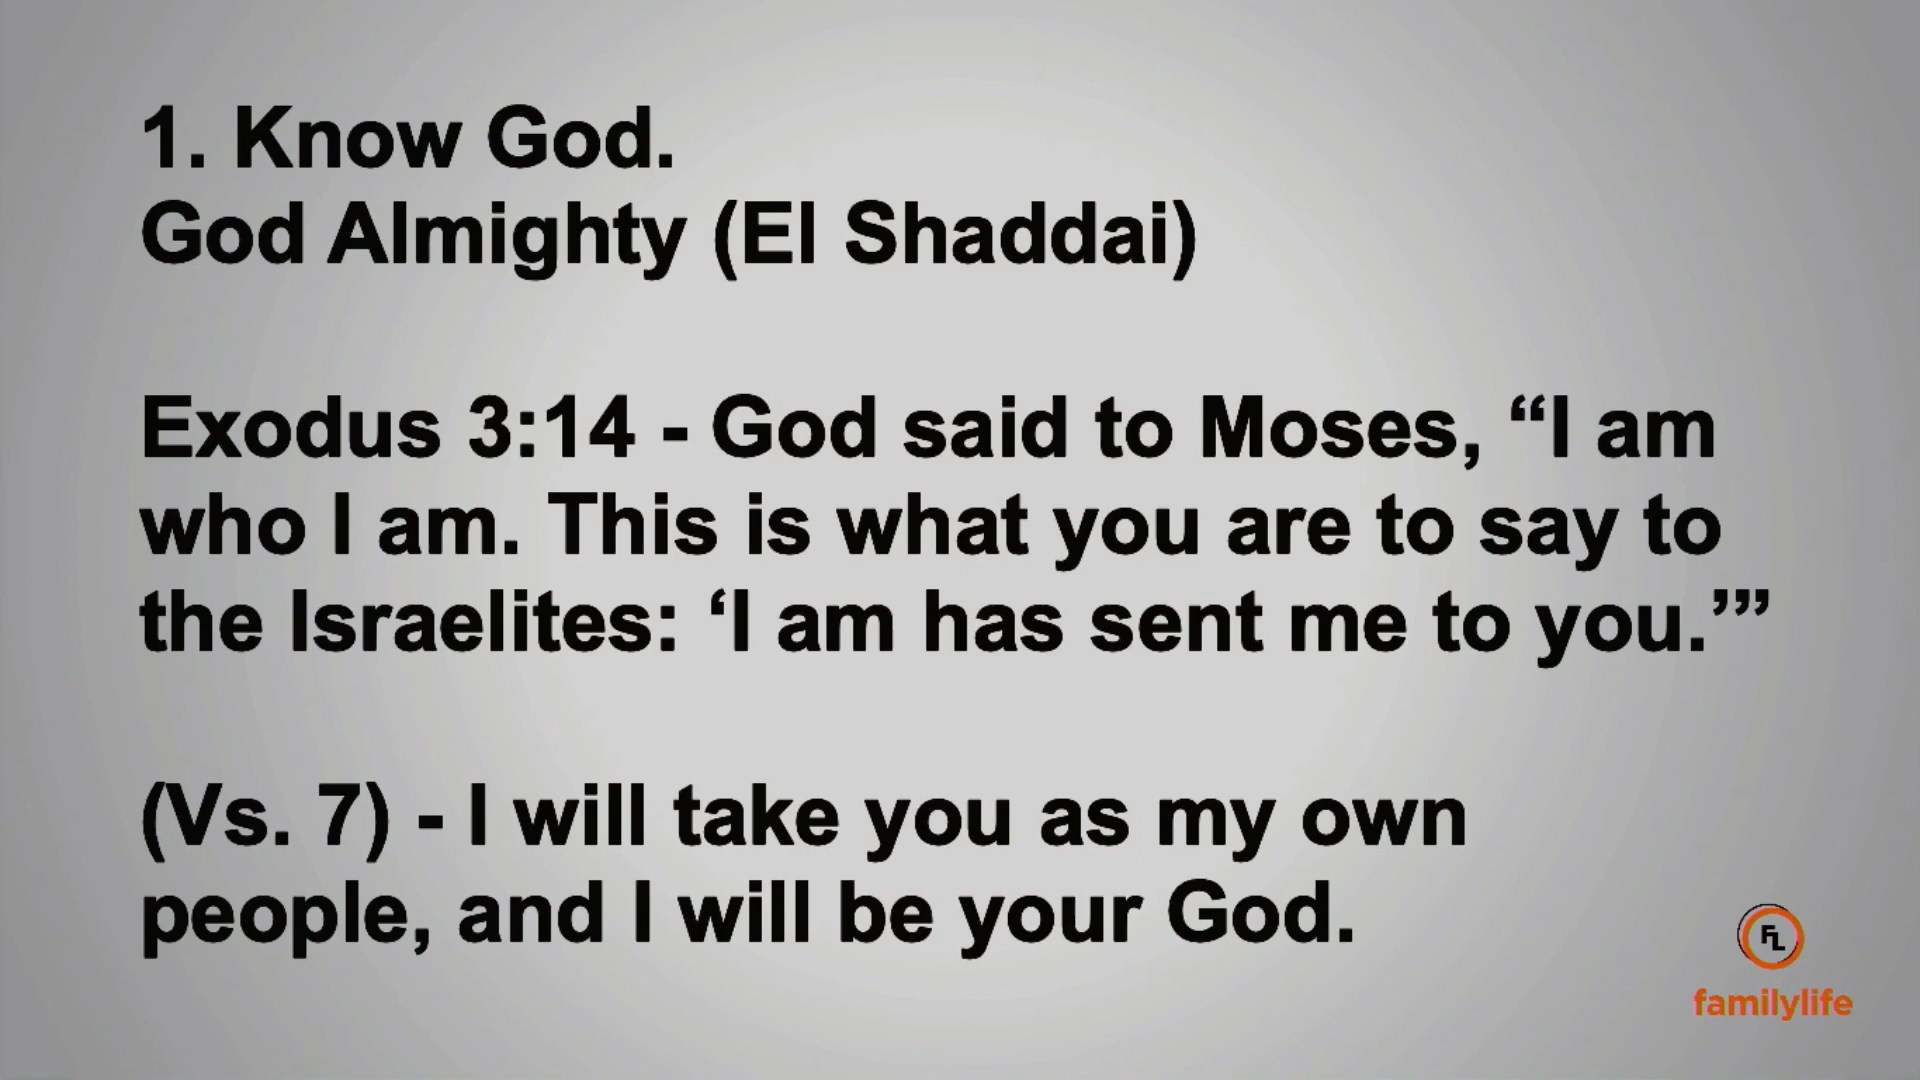 1. Know God.
God Almighty (El Shaddai)
Exodus 3:14 - God said to Moses, “I am
who I am. This is what you are to say to
the Israelites: ‘I am has sent me to you.’”
(Vs. 7) - I will take you as my own
people, and I will be your God.
FL
familylife